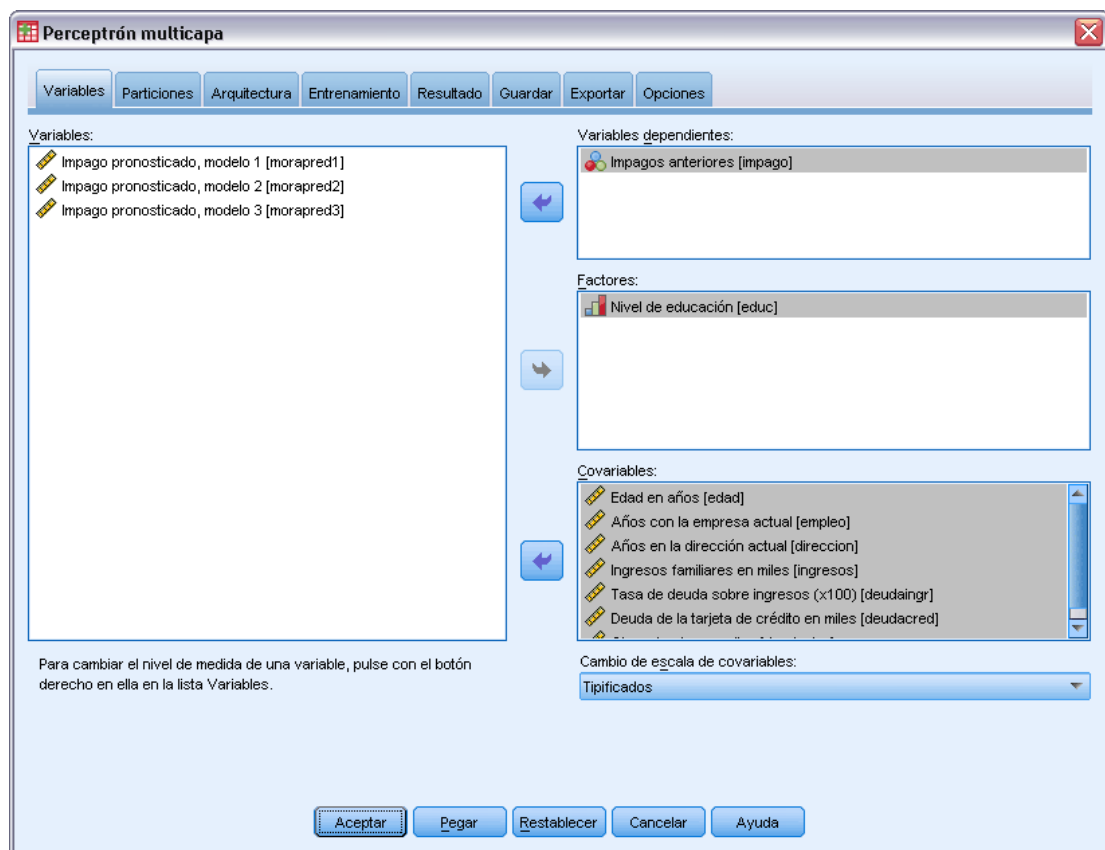 Perceptrón multicapa
Variables
Particiones
Arquitectura
Entrenamiento
Resultado
Guardar
Exportar
Opciones
Variables:
Impago pronosticado, modelo 1 [morapred1]
Impago pronosticado, modelo 2 [morapred2]
Impago pronosticado, modelo 3 [morapred3]
Para cambiar el nivel de medida de una variable, pulse con el botón
derecho en ella en la lista Variables.
Variables dependientes:
Impagos anteriores [impago]
Factores:
Nivel de educación [educ]
Covariables:
Edad en años [edad]
Años con la empresa actual [empleo]
Años en la dirección actual [direccion]
Ingresos familiares en miles [ingresos]
Tasa de deuda sobre ingresos (x100) [deudaingr]
Deuda de la tarjeta de crédito en miles [deudacred]
Cambio de escala de covariables:
Tipificados
Aceptar
Pegar
Restablecer
Cancelar
Ayuda